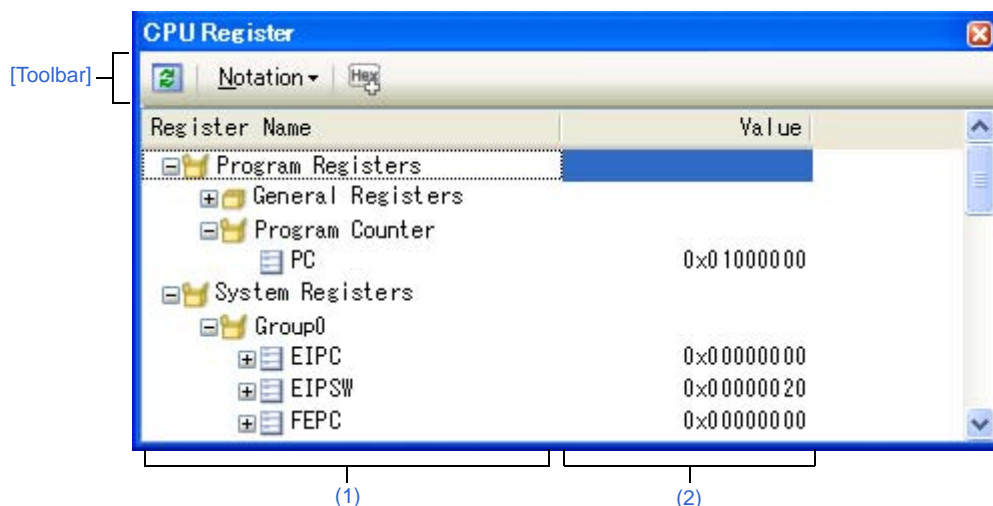 CPU Register
[Toolbar]
Notation
Hex
Register Name Value
Program Registers
General Registers
Program Counter
PC 0x01000000
System Registers
Group0
EIPC 0x00000000
EIPSW 0x00000020
FEPC 0x00000000
(1) (2)